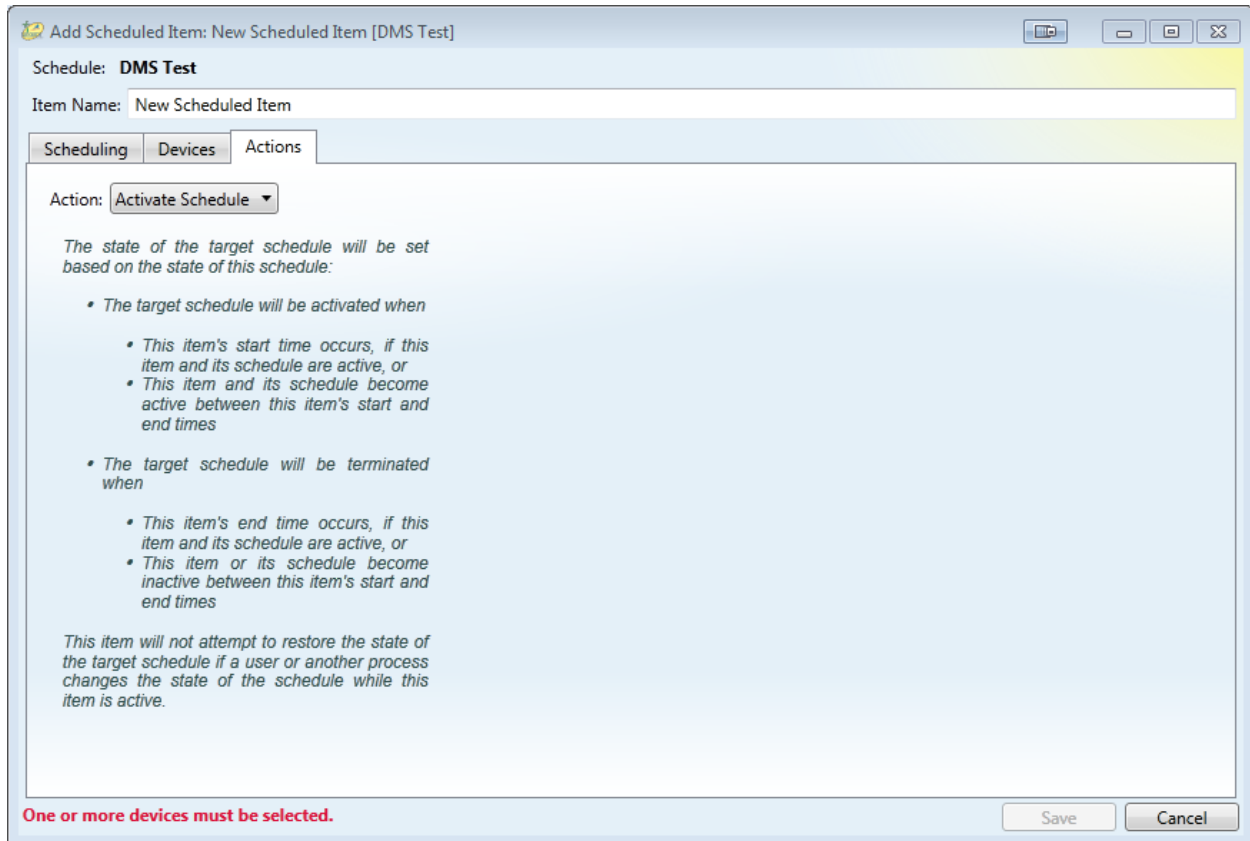 Add Scheduled Item: New Scheduled Item [DMS Test]
Schedule: DMS Test
Item Name: New Scheduled Item
Scheduling Devices Actions
Action: Activate Schedule
The state of the target schedule will be set
based on the state of this schedule:
• The target schedule will be activated when
• This item's start time occurs, if this
item and its schedule are active, or
• This item and its schedule become
active between this item's start and
end times
• The target schedule will be terminated
when
• This item's end time occurs, if this
item and its schedule are active, or
• This item or its schedule become
inactive between this item's start and
end times
This item will not attempt to restore the state of
the target schedule if a user or another process
changes the state of the schedule while this
item is active.
One or more devices must be selected.
Save Cancel